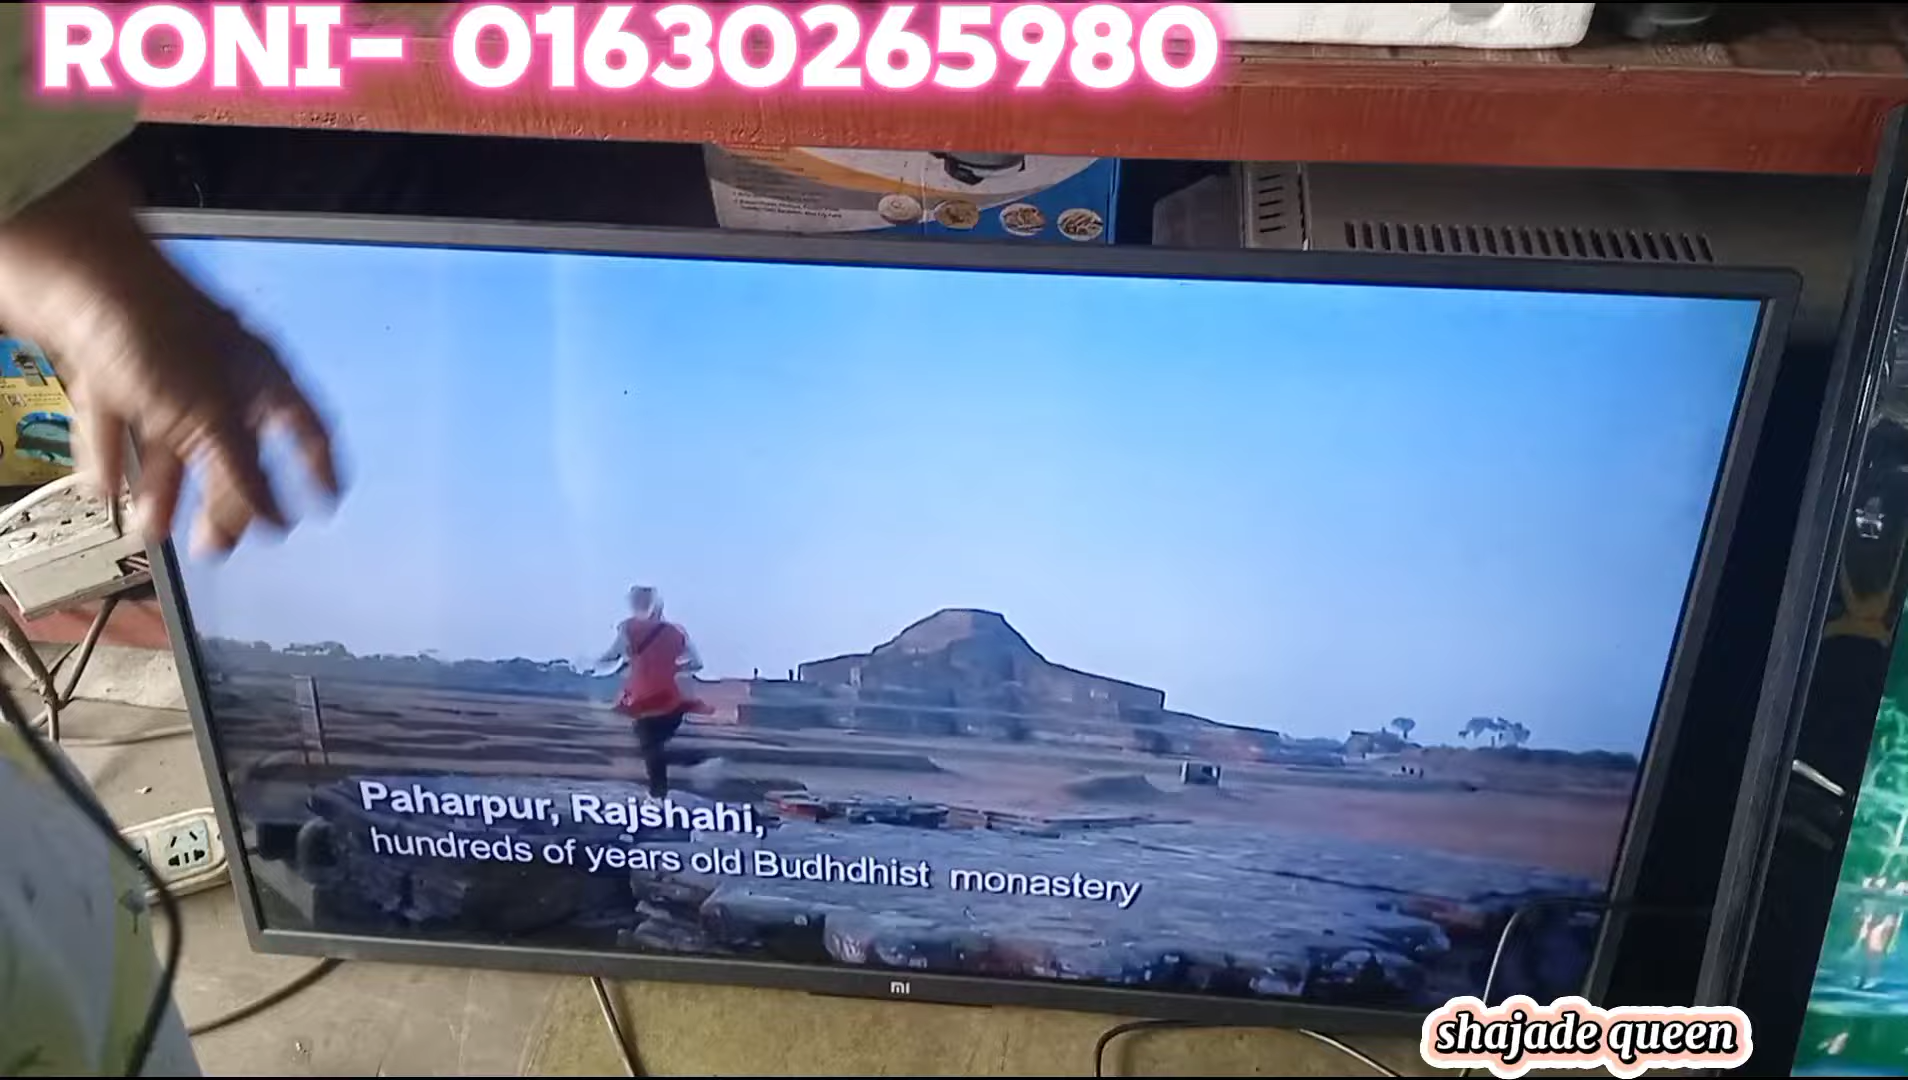 RONI- 01630265980
Paharpur, Rajshahi,
hundreds of years old Budhdhist monastery
mi
shajade queen